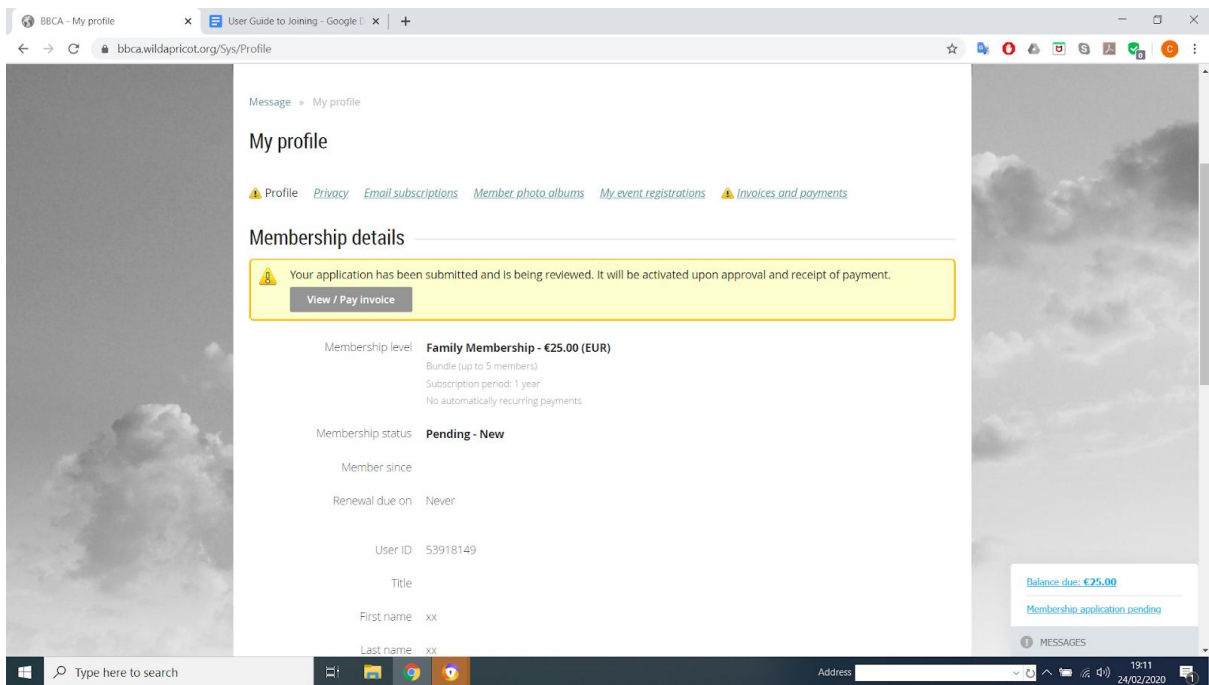 BBCA - My profile
User Guide to Joining - Google D
bbca.wildapricot.org/Sys/Profile
Message » My profile
My profile
Profile Privacy Email subscriptions Member photo albums My event registrations Invoices and payments
Membership details
Your application has been submitted and is being reviewed. It will be activated upon approval and receipt of payment.
View / Pay invoice
Membership level Family Membership - €25.00 (EUR)
Bundle (up to 5 members)
Subscription period: 1 year
No automatically recurring payments
Membership status Pending - New
Member since
Renewal due on Never
User ID 53918149
Title
First name xx
Last name xx
Balance due: €25.00
Membership application pending
MESSAGES
Type here to search
Address
19:11
24/02/2020